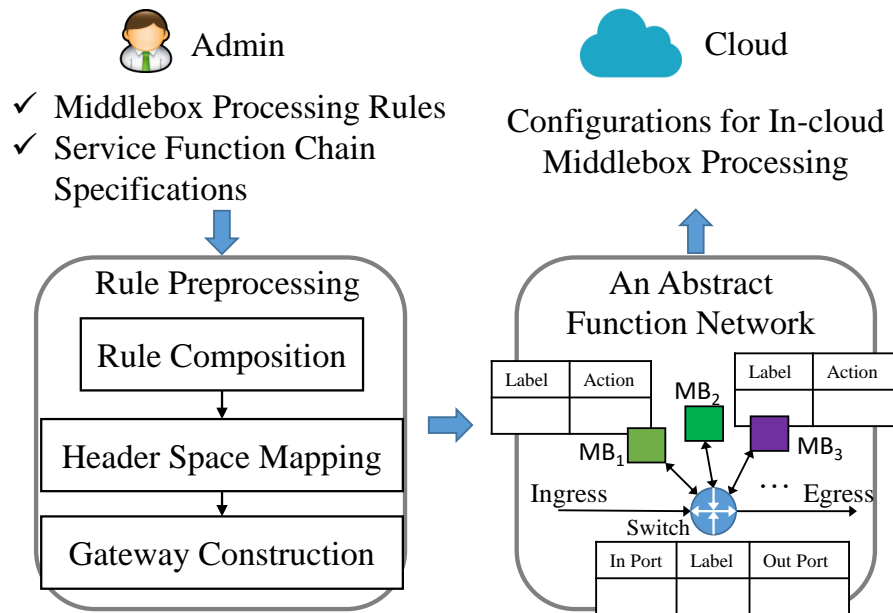 Admin
✓ Middlebox Processing Rules
✓ Service Function Chain
Specifications
Rule Preprocessing
Rule Composition
Header Space Mapping
Gateway Construction
Cloud
Configurations for In-cloud
Middlebox Processing
An Abstract
Function Network
Label Action
MB₂
Label Action
MB₁
MB₃
Ingress
...
Egress
Switch
In Port Label Out Port